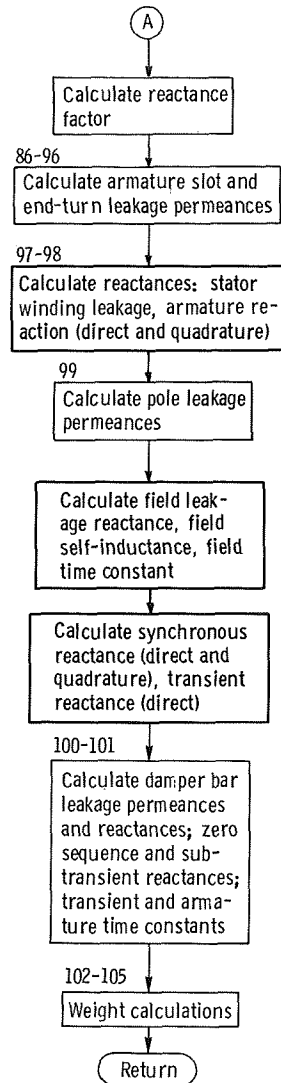 A
Calculate reactance
factor
86-96
Calculate armature slot and
end-turn leakage permeances
97-98
Calculate reactances: stator
winding leakage, armature re-
action (direct and quadrature)
99
Calculate pole leakage
permeances
Calculate field leak-
age reactance, field
self-inductance, field
time constant
Calculate synchronous
reactance (direct and
quadrature), transient
reactance (direct)
100-101
Calculate damper bar
leakage permeances
and reactances; zero
sequence and sub-
transient reactances;
transient and arma-
ture time constants
102-105
Weight calculations
Return